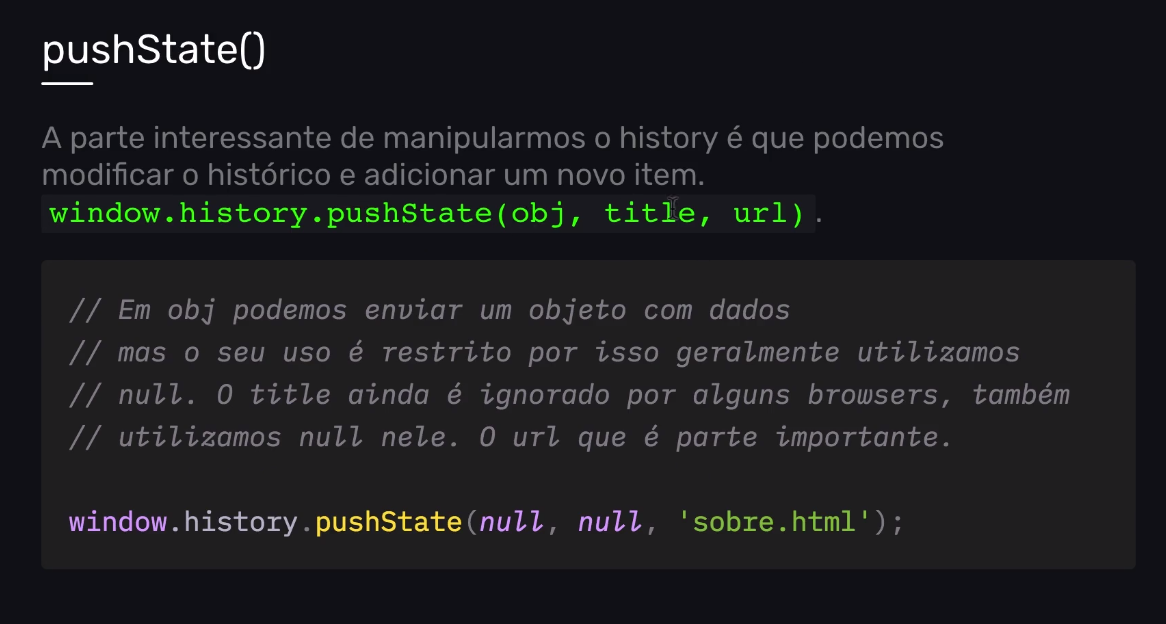 pushState()
A parte interessante de manipularmos o history é que podemos
modificar o histórico e adicionar um novo item.
window.history.pushState(obj, title, url).
// Em obj podemos enviar um objeto com dados
// mas o seu uso é restrito por isso geralmente utilizamos
// null. O title ainda é ignorado por alguns browsers, também
// utilizamos null nele. O url que é parte importante.
window.history.pushState(null, null, 'sobre.html');